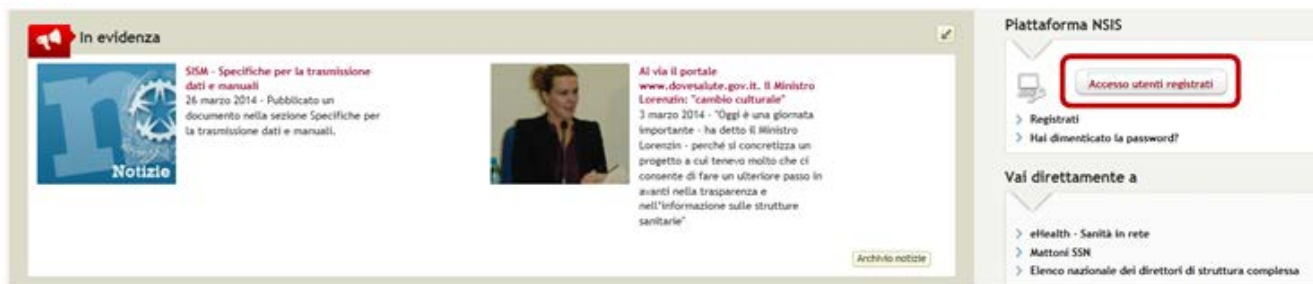 In evidenza
SISM - Specifiche per la trasmissione
dati e manuali
26 marzo 2014 - Pubblicato un
documento nella sezione Specifiche per
la trasmissione dati e manuali.
Notizie
Al via il portale
www.dovesalute.gov.it. Il Ministro
Lorenzin: "cambio culturale"
3 marzo 2014 - "Oggi è una giornata
importante - ha detto il Ministro
Lorenzin - perché si concretizza un
progetto a cui tenevo molto che ci
consente di fare un ulteriore passo in
avanti nella trasparenza e
nell'informazione sulle strutture
sanitarie"
Archivio notizie
Piattaforma NSIS
Accesso utenti registrati
Registrati
Hai dimenticato la password?
Vai direttamente a
eHealth - Sanità in rete
Mattoni SSN
Elenco nazionale dei direttori di struttura complessa